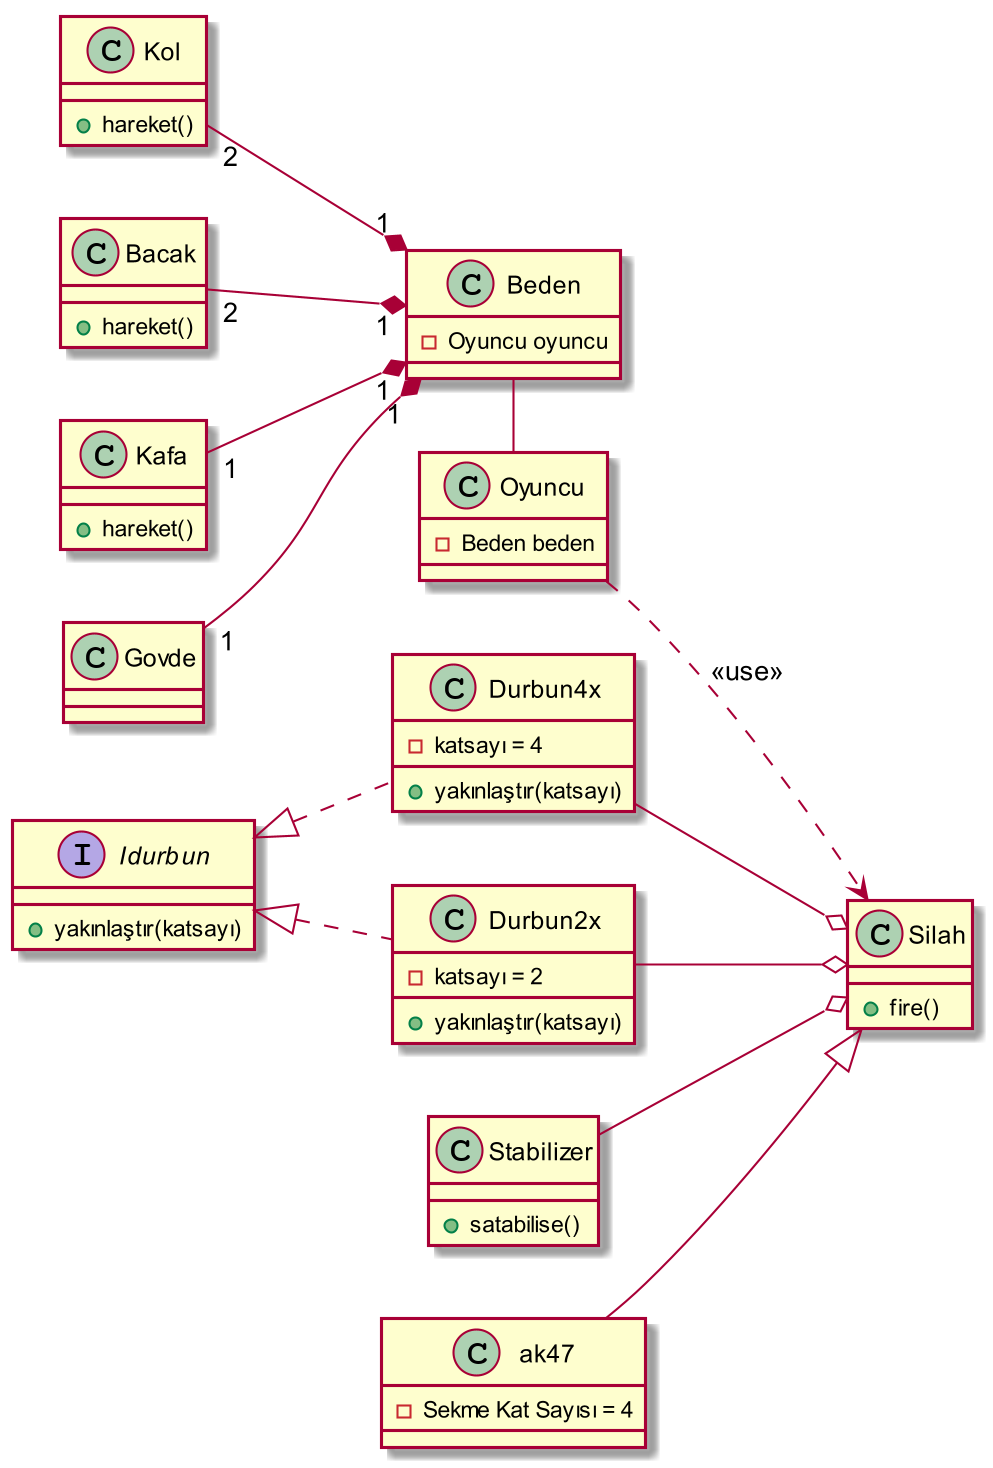 C Kol
hareket()
2
1
C Bacak
hareket()
2
1
C Beden
Oyuncu oyuncu
C Kafa
hareket()
1
1
1
C Oyuncu
Beden beden
C Govde
1
«use»
C Durbun4x
katsayı = 4
yakınlaştır(katsayı)
I Idurbun
yakınlaştır(katsayı)
C Durbun2x
katsayı = 2
yakınlaştır(katsayı)
C Silah
fire()
C Stabilizer
satabilise()
C ak47
Sekme Kat Sayısı = 4